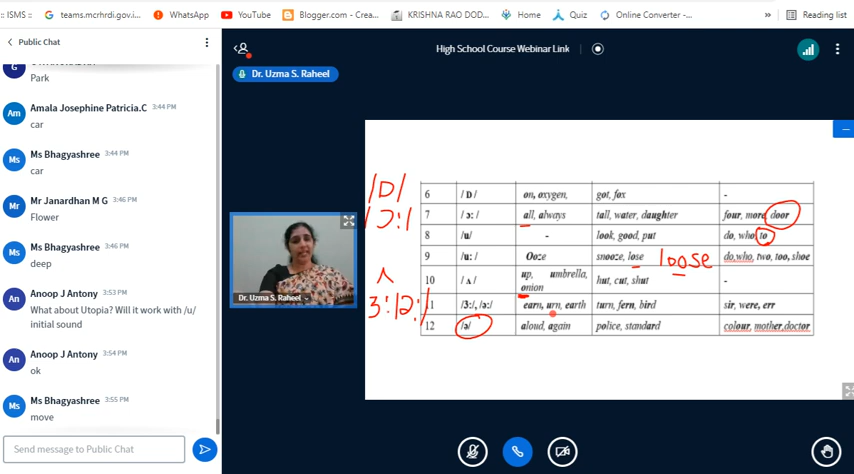 :: ISMS :: teams.mcrhrdi.gov.i... WhatsApp YouTube Blogger.com - Crea... KRISHNA RAO DOD... Home Quiz Online Converter -... » Reading list
Public Chat
Park
Am Amala Josephine Patricia.C 3:44 PM
car
Ms Ms Bhagyashree 3:44 PM
car
Mr Mr Janardhan M G 3:46 PM
Flower
Ms Ms Bhagyashree 3:46 PM
deep
An Anoop J Antony 3:53 PM
What about Utopia? Will it work with /u/
initial sound
An Anoop J Antony 3:54 PM
ok
Ms Ms Bhagyashree 3:55 PM
move
Send message to Public Chat
High School Course Webinar Link
Dr. Uzma S. Raheel
Dr. Uzma S. Raheel
/ɒ/
/ɔ:/
ʌ
ɜ:/ə:/
6 /ɒ/ on, oxygen, got, fox -
7 /ɔ:/ all, always tall, water, daughter four, more door
8 /u/ - look, good, put do, who to
9 /u:/ Ooze snooze, lose loose do,who, two, too, shoe
10 /ʌ/ up, umbrella, onion hut, cut, shut -
11 /ɜ:/, /ə:/ earn, urn, earth turn, fern, bird sir, were, err
12 /ə/ aloud, again police, standard colour, mother,doctor